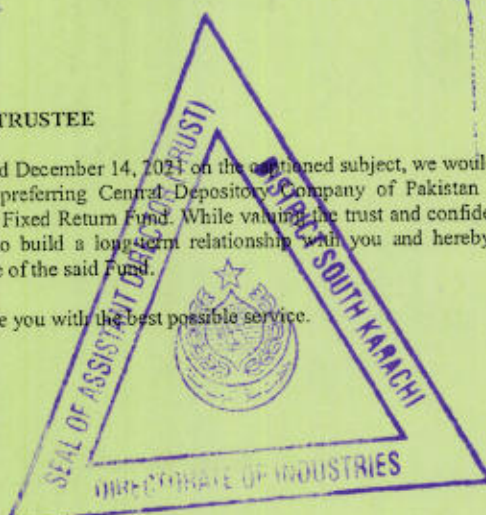 TRUSTEE
d December 14, 2021 on the captioned subject, we woul
preferring Central Depository Company of Pakistan
Fixed Return Fund. While valuing the trust and confide
o build a long-term relationship with you and hereby
e of the said Fund.
e you with the best possible service.
SEAL OF ASSISTANT DIRECTOR (TRUST)
DISTRICT SOUTH KARACHI
DIRECTORATE OF INDUSTRIES